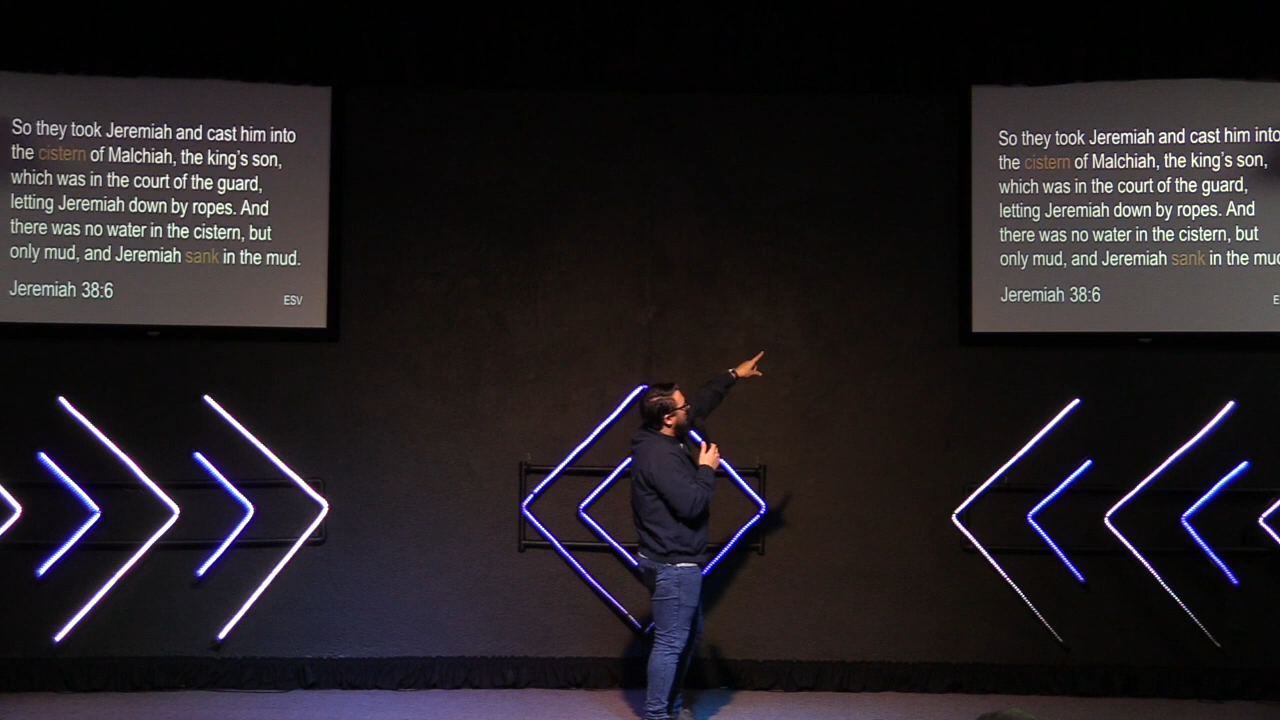 So they took Jeremiah and cast him into
the cistern of Malchiah, the king's son,
which was in the court of the guard,
letting Jeremiah down by ropes. And
there was no water in the cistern, but
only mud, and Jeremiah sank in the mud.
Jeremiah 38:6
ESV
So they took Jeremiah and cast him into
the cistern of Malchiah, the king's son,
which was in the court of the guard,
letting Jeremiah down by ropes. And
there was no water in the cistern, but
only mud, and Jeremiah sank in the
Jeremiah 38:6